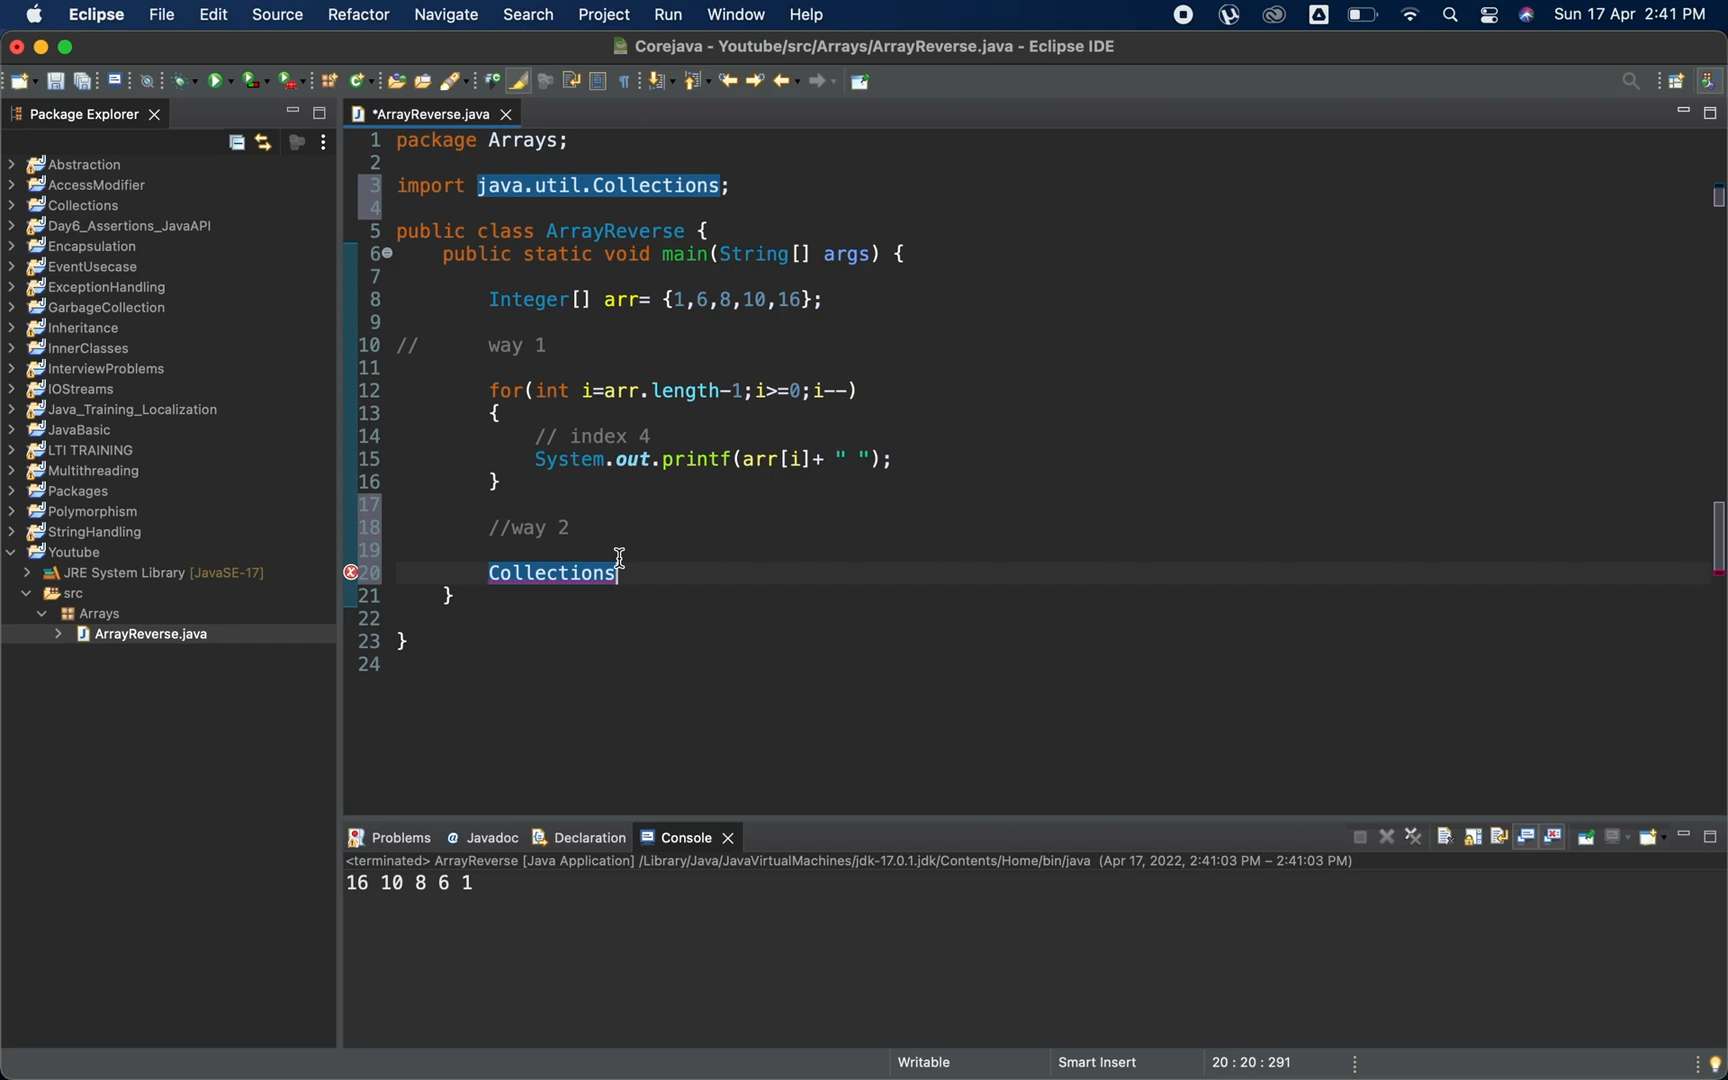 Eclipse File Edit Source Refactor Navigate Search Project Run Window Help Sun 17 Apr 2:41 PM
Corejava - Youtube/src/Arrays/ArrayReverse.java - Eclipse IDE
Package Explorer
Abstraction
AccessModifier
Collections
Day6_Assertions_JavaAPI
Encapsulation
EventUsecase
ExceptionHandling
GarbageCollection
Inheritance
InnerClasses
InterviewProblems
IOStreams
Java_Training_Localization
JavaBasic
LTI TRAINING
Multithreading
Packages
Polymorphism
StringHandling
Youtube
JRE System Library [JavaSE-17]
src
Arrays
ArrayReverse.java
*ArrayReverse.java
1 package Arrays;
2
3 import java.util.Collections;
4
5 public class ArrayReverse {
6 public static void main(String[] args) {
7
8 Integer[] arr= {1,6,8,10,16};
9
10 // way 1
11
12 for(int i=arr.length-1;i>=0;i--)
13 {
14 // index 4
15 System.out.printf(arr[i]+ " ");
16 }
17
18 //way 2
19
20 Collections
21 }
22
23 }
24
Problems @ Javadoc Declaration Console
<terminated> ArrayReverse [Java Application] /Library/Java/JavaVirtualMachines/jdk-17.0.1.jdk/Contents/Home/bin/java (Apr 17, 2022, 2:41:03 PM – 2:41:03 PM)
16 10 8 6 1
Writable Smart Insert 20 : 20 : 291